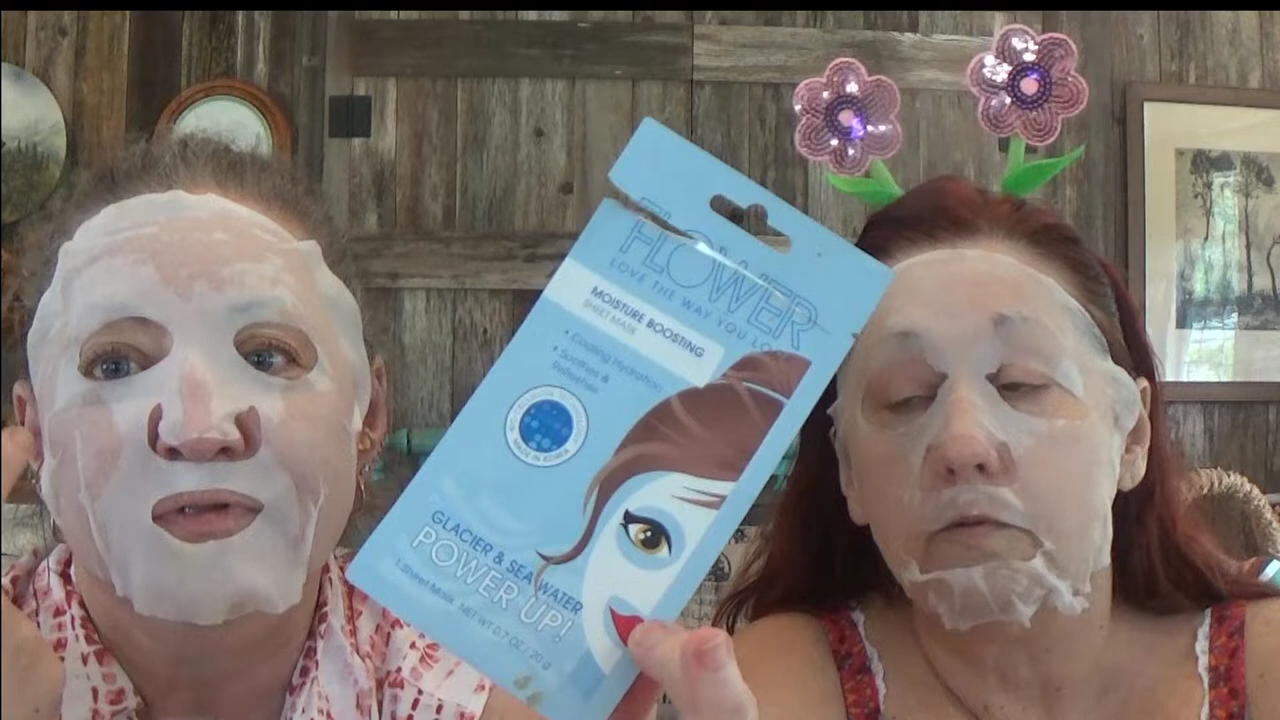 FLOWER
LOVE THE WAY YOU LO
MOISTURE BOOSTING
SHEET MASK
• Cooling Hydration
• Soothes &
Refreshes
MADE IN KOREA
GLACIER & SEA WATER
POWER UP!
1 Sheet Mask NET WT 0.7 OZ / 20 g